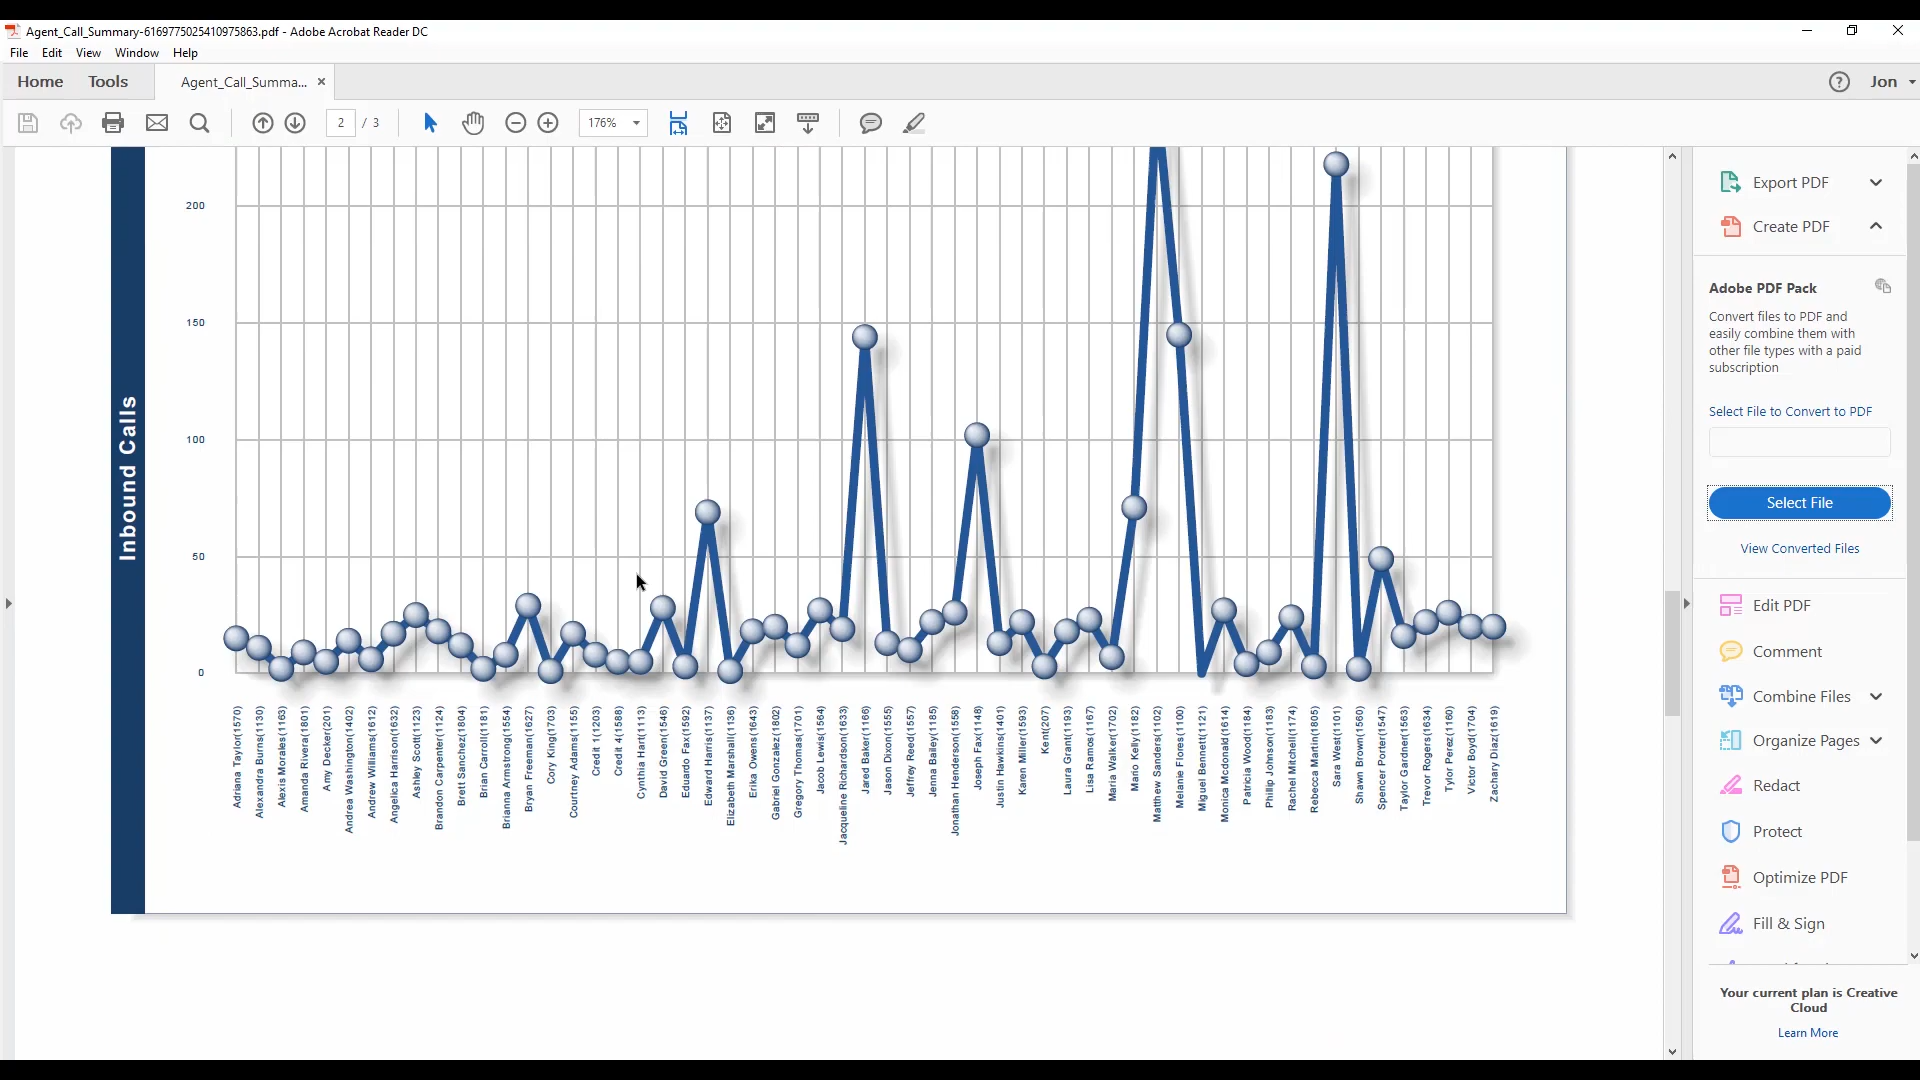 Agent_Call_Summary-6169775025410975863.pdf - Adobe Acrobat Reader DC
File Edit View Window Help
Home Tools Agent_Call_Summa... × Jon
2 / 3 176%
200
150
100
50
0
Inbound Calls
Adriana Taylor(1570)
Alexandra Burns(1130)
Alexis Morales(1163)
Amanda Rivera(1801)
Amy Decker(201)
Andrea Washington(1402)
Andrew Williams(1612)
Angelica Harrison(1632)
Ashley Scott(1123)
Brandon Carpenter(1124)
Brett Sanchez(1804)
Brian Carroll(1181)
Brianna Armstrong(1554)
Bryan Freeman(1627)
Cory King(1703)
Courtney Adams(1155)
Credit 1(1203)
Credit 4(1588)
Cynthia Hart(1113)
David Green(1546)
Eduardo Fax(1592)
Edward Harris(1137)
Elizabeth Marshall(1136)
Erika Owens(1643)
Gabriel Gonzalez(1802)
Gregory Thomas(1701)
Jacob Lewis(1564)
Jacqueline Richardson(1633)
Jared Baker(1166)
Jason Dixon(1555)
Jeffrey Reed(1557)
Jenna Bailey(1185)
Jonathan Henderson(1558)
Joseph Fax(1148)
Justin Hawkins(1401)
Karen Miller(1593)
Kent(207)
Laura Grant(1193)
Lisa Ramos(1167)
Maria Walker(1702)
Mario Kelly(1182)
Matthew Sanders(1102)
Melanie Flores(1100)
Miguel Bennett(1121)
Monica Mcdonald(1614)
Patricia Wood(1184)
Phillip Johnson(1183)
Rachel Mitchell(1174)
Rebecca Martin(1805)
Sara West(1101)
Shawn Brown(1560)
Spencer Porter(1547)
Taylor Gardner(1563)
Trevor Rogers(1634)
Tylor Perez(1160)
Victor Boyd(1704)
Zachary Diaz(1619)
Export PDF
Create PDF
Adobe PDF Pack
Convert files to PDF and
easily combine them with
other file types with a paid
subscription
Select File to Convert to PDF
Select File
View Converted Files
Edit PDF
Comment
Combine Files
Organize Pages
Redact
Protect
Optimize PDF
Fill & Sign
Your current plan is Creative
Cloud
Learn More